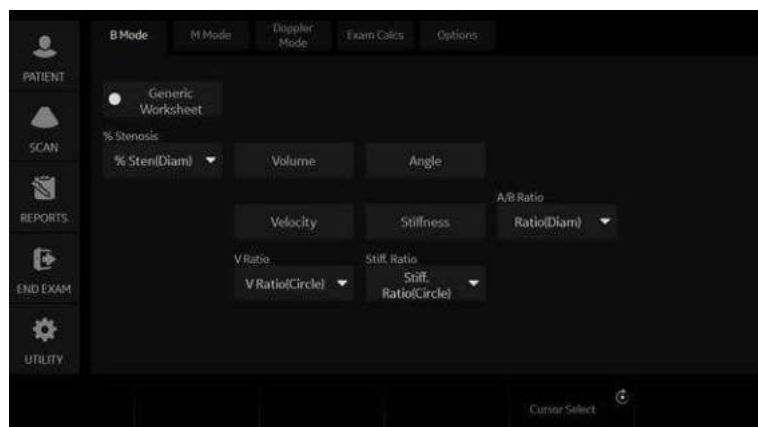 B Mode
M Mode
Doppler
Mode
Exam Calcs
Options
PATIENT
SCAN
REPORTS
END EXAM
UTILITY
Generic
Worksheet
% Stenosis
% Sten(Diam)
Volume
Angle
A/B Ratio
Velocity
Stiffness
Ratio(Diam)
V Ratio
Stiff. Ratio
V Ratio(Circle)
Stiff.
Ratio(Circle)
Cursor Select